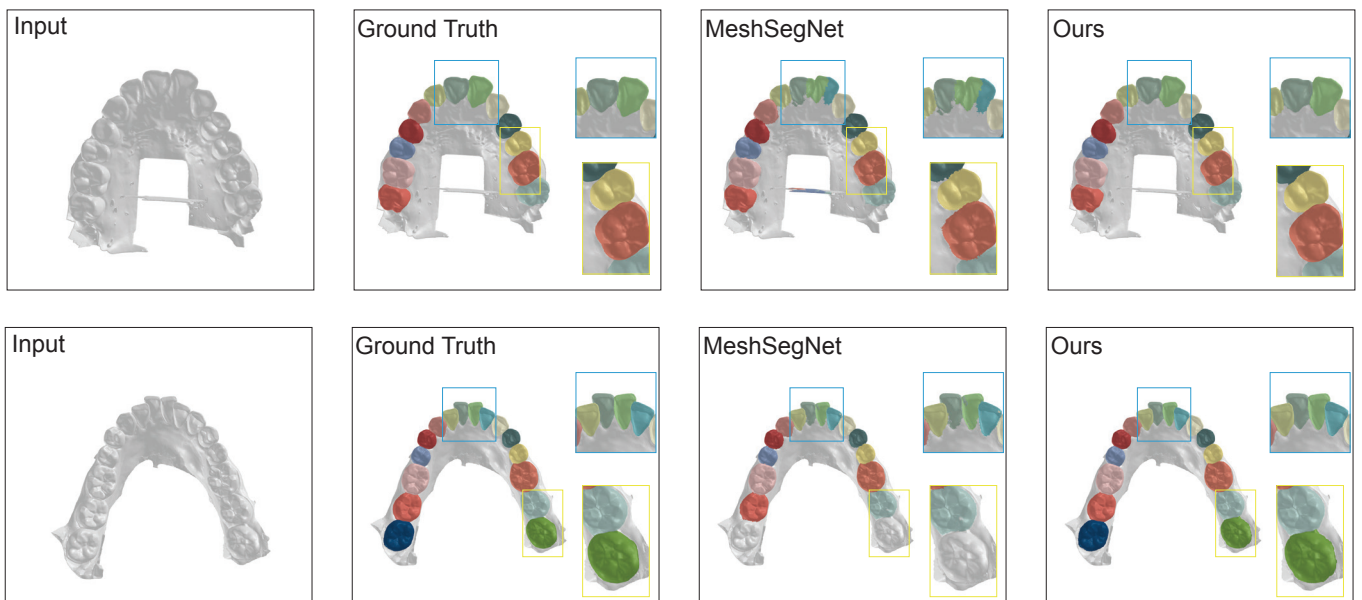 Input
Ground Truth
MeshSegNet
Ours
Input
Ground Truth
MeshSegNet
Ours